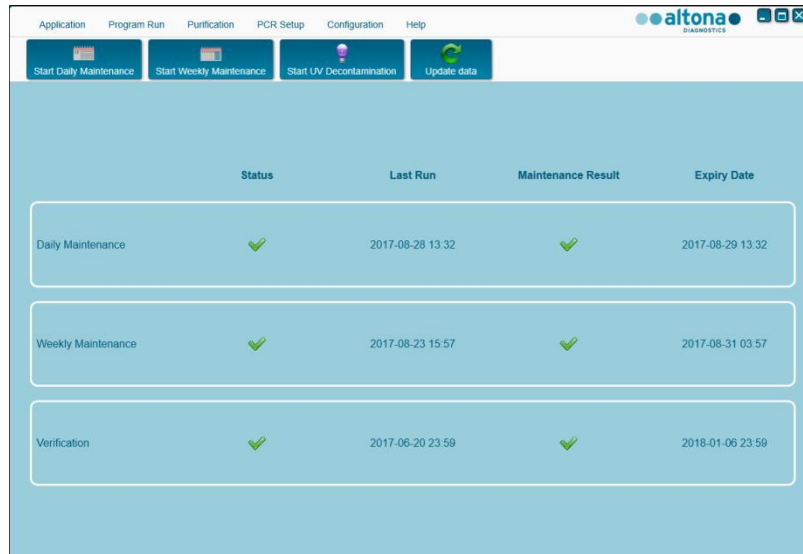 Application Program Run Purification PCR Setup Configuration Help
altona
DIAGNOSTICS
Start Daily Maintenance Start Weekly Maintenance Start UV Decontamination Update data
Status Last Run Maintenance Result Expiry Date
Daily Maintenance 2017-08-28 13:32 2017-08-29 13:32
Weekly Maintenance 2017-08-23 15:57 2017-08-31 03:57
Verification 2017-06-20 23:59 2018-01-06 23:59